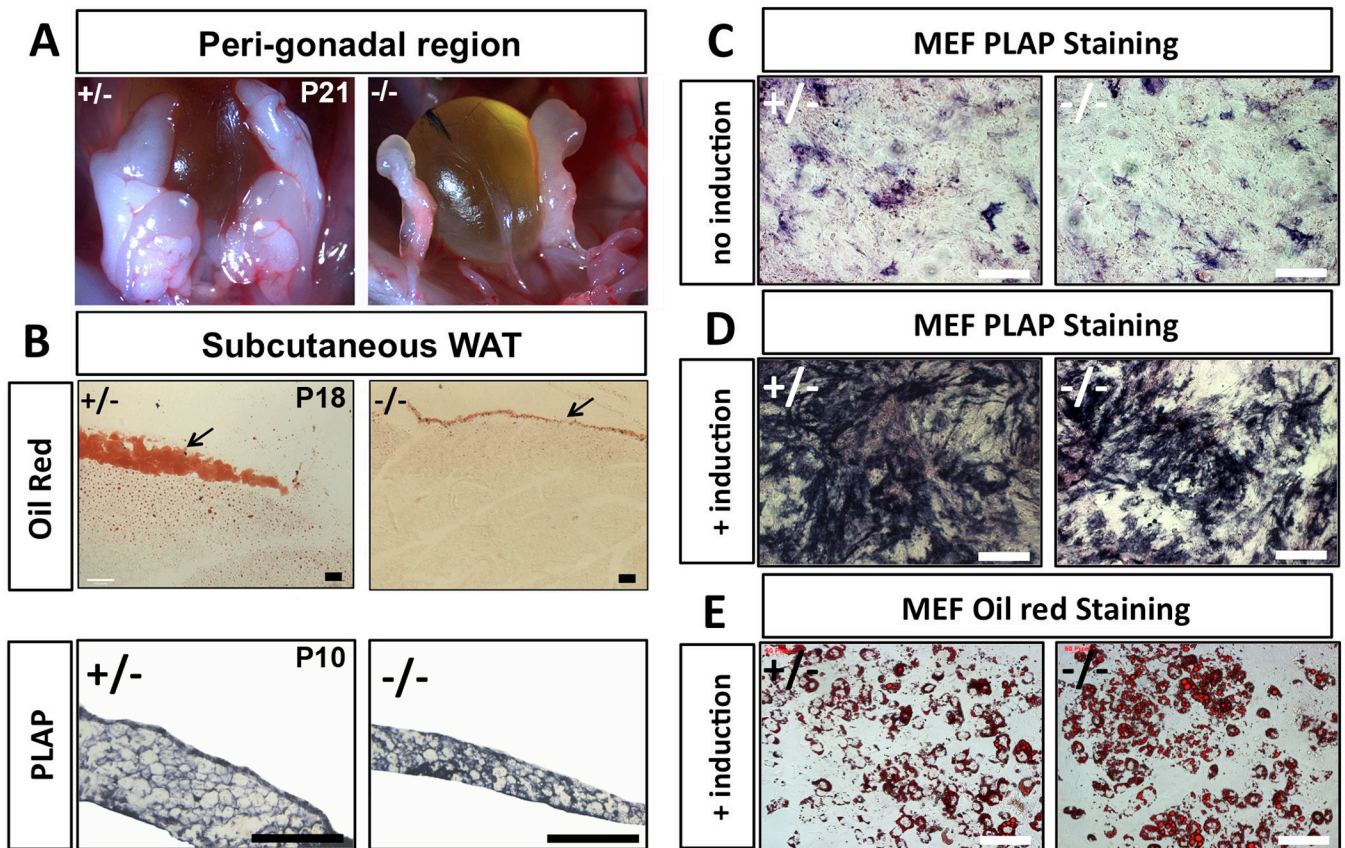 A
Peri-gonadal region
+/-
P21
-/-
B
Subcutaneous WAT
Oil Red
+/-
P18
-/-
PLAP
+/-
P10
-/-
C
MEF PLAP Staining
no induction
+/-
-/-
D
MEF PLAP Staining
+ induction
+/-
-/-
E
MEF Oil red Staining
+ induction
+/-
-/-